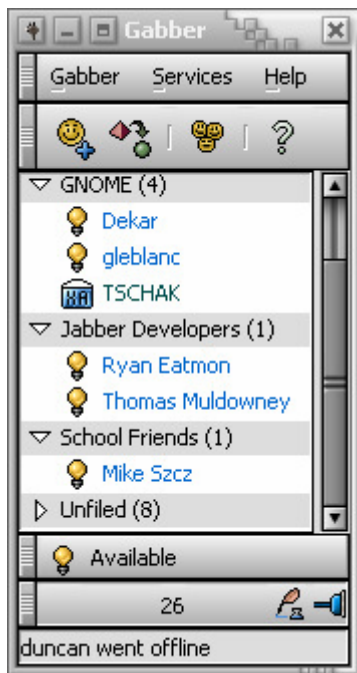 Gabber
Gabber Services Help
GNOME (4)
Dekar
gleblanc
XA TSCHAK
Jabber Developers (1)
Ryan Eatmon
Thomas Muldowney
School Friends (1)
Mike Szcz
Unfiled (8)
Available
26
duncan went offline